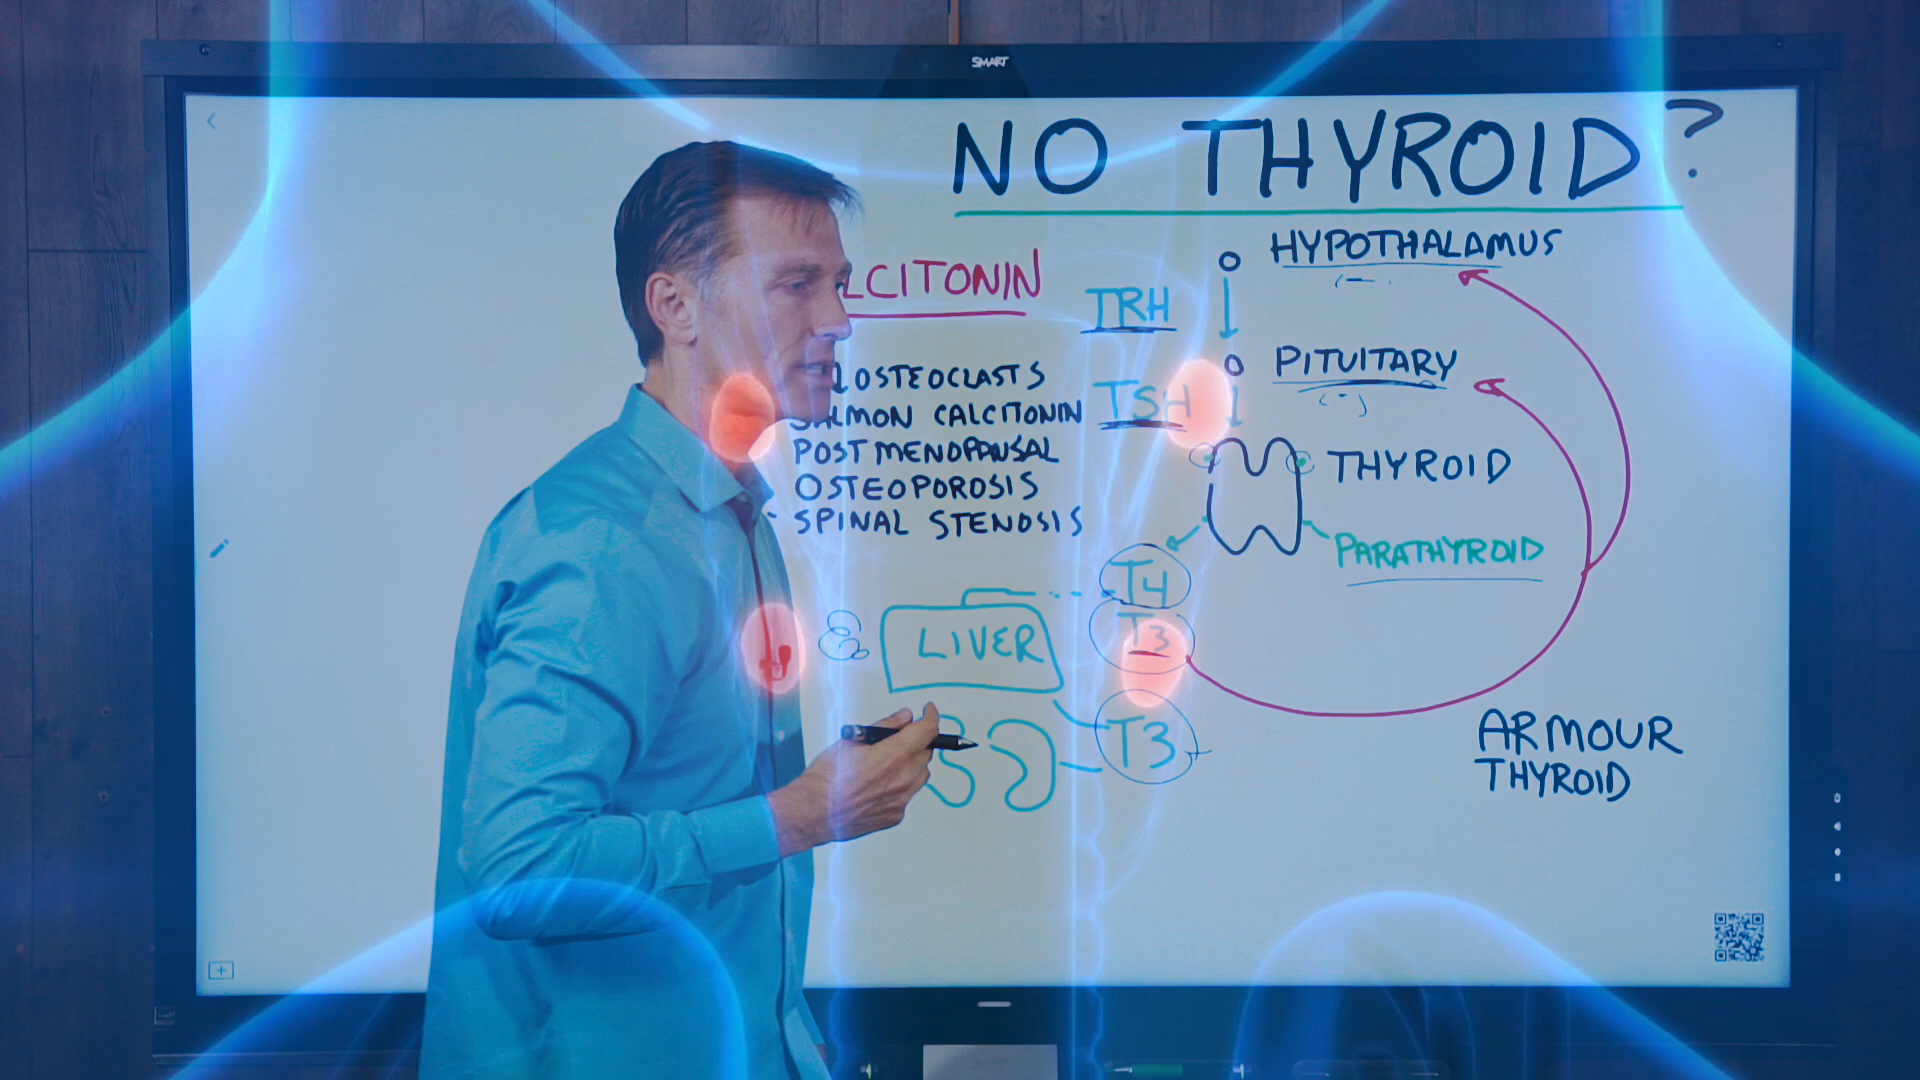 SMART
NO THYROID?
HYPOTHALAMUS
(-
LCITONIN
TRH
PITUITARY
(-)
OSTEOCLASTS
TSH
LMON CALCITONIN
POST MENOPAUSAL
THYROID
OSTEOPOROSIS
- SPINAL STENOSIS
PARATHYROID
T4
T3
LIVER
T3
ARMOUR
THYROID